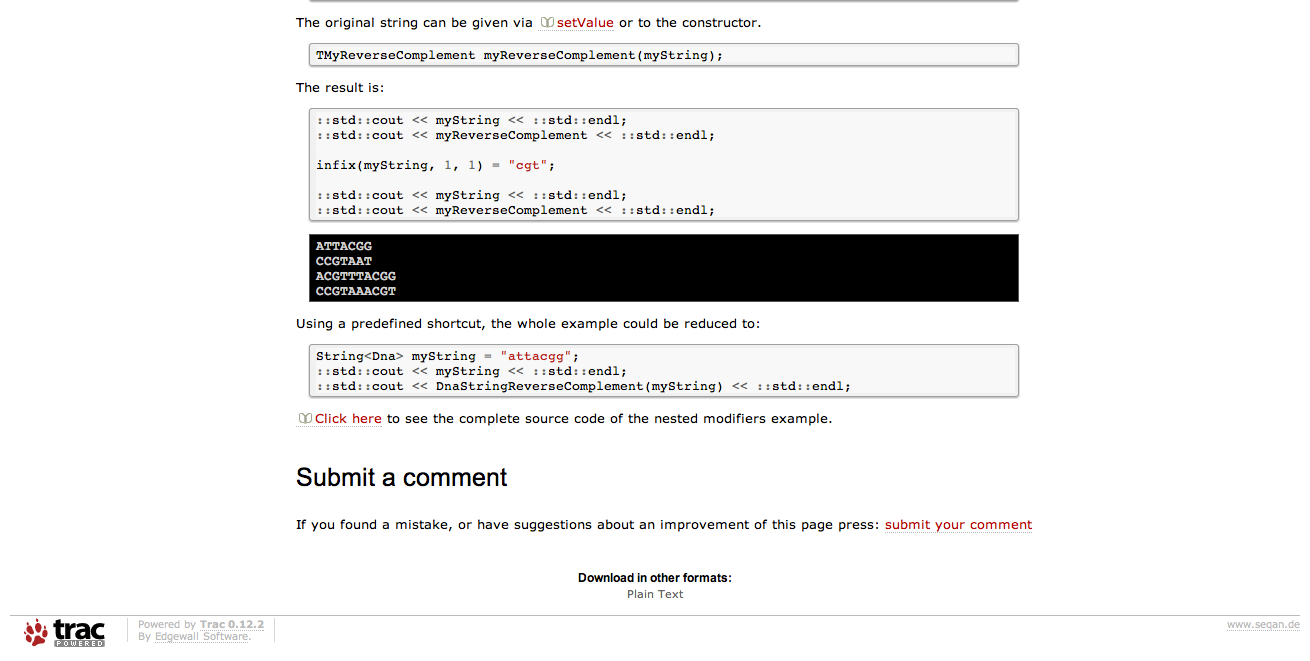 The original string can be given via setValue or to the constructor.
TMyReverseComplement myReverseComplement(myString);
The result is:
::std::cout << myString << ::std::endl;
::std::cout << myReverseComplement << ::std::endl;
infix(myString, 1, 1) = "cgt";
::std::cout << myString << ::std::endl;
::std::cout << myReverseComplement << ::std::endl;
ATTACGG
CCGTAAT
ACGTTTACGG
CCGTAAACGT
Using a predefined shortcut, the whole example could be reduced to:
String<Dna> myString = "attacgg";
::std::cout << myString << ::std::endl;
::std::cout << DnaStringReverseComplement(myString) << ::std::endl;
Click here to see the complete source code of the nested modifiers example.
Submit a comment
If you found a mistake, or have suggestions about an improvement of this page press: submit your comment
Download in other formats:
Plain Text
trac
POWERED
Powered by Trac 0.12.2
By Edgewall Software.
www.seqan.de